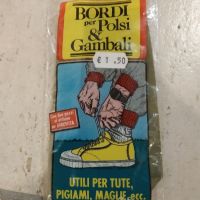 BORDI
per Polsi
&
Gambali
€ 1,50
UTILI PER TUTE,
PIGIAMI, MAGLIE, ecc.